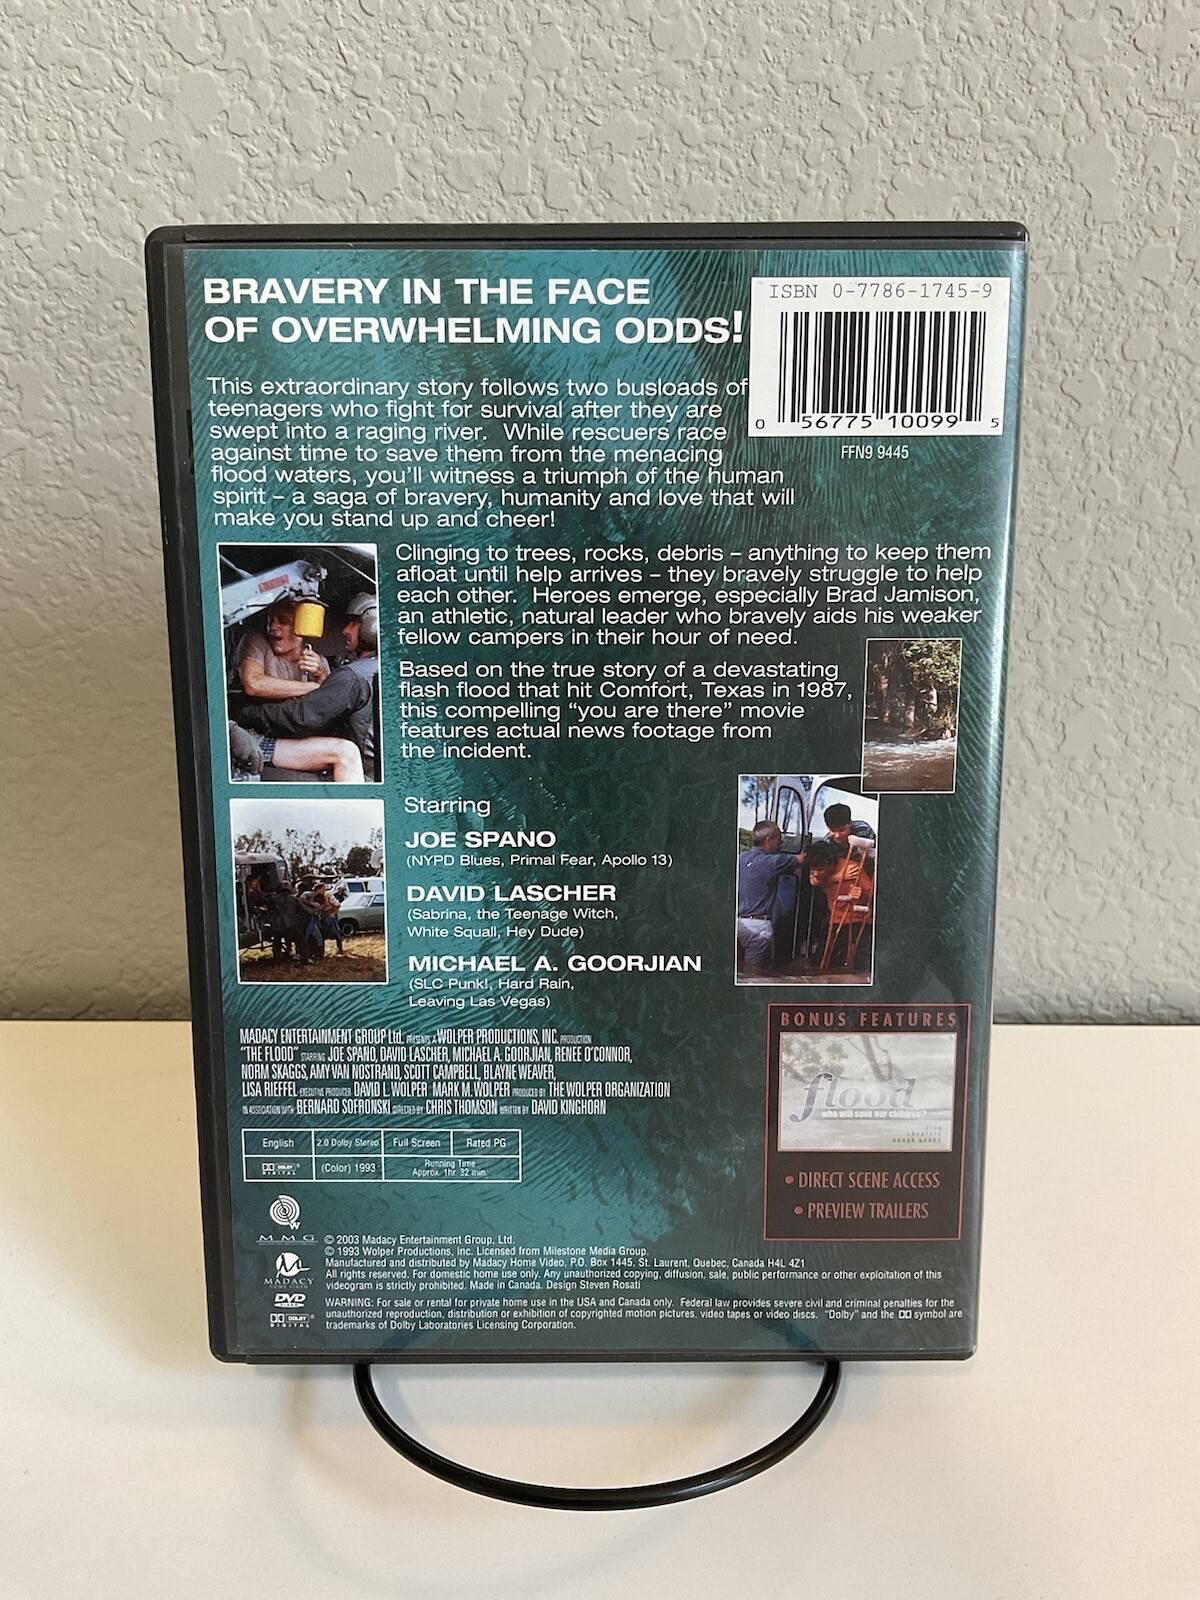 BRAVERY IN THE FACE
OF OVERWHELMING ODDS!
ISBN 0-7786-1745-9
0 56775 10099 5
FFN9 9445
This extraordinary story follows two busloads of
teenagers who fight for survival after they are
swept into a raging river. While rescuers race
against time to save them from the menacing
flood waters, you'll witness a triumph of the human
spirit – a saga of bravery, humanity and love that will
make you stand up and cheer!
Clinging to trees, rocks, debris – anything to keep them
afloat until help arrives – they bravely struggle to help
each other. Heroes emerge, especially Brad Jamison,
an athletic, natural leader who bravely aids his weaker
fellow campers in their hour of need.
Based on the true story of a devastating
flash flood that hit Comfort, Texas in 1987,
this compelling “you are there” movie
features actual news footage from
the incident.
Starring
JOE SPANO
(NYPD Blues, Primal Fear, Apollo 13)
DAVID LASCHER
(Sabrina, the Teenage Witch,
White Squall, Hey Dude)
MICHAEL A. GOORJIAN
(SLC Punk!, Hard Rain,
Leaving Las Vegas)
MADACY ENTERTAINMENT GROUP Ltd. PRESENTS A WOLPER PRODUCTIONS, INC. PRODUCTION
“THE FLOOD” STARRING JOE SPANO, DAVID LASCHER, MICHAEL A. GOORJIAN, RENEE O'CONNOR,
NORM SKAGGS, AMY VAN NOSTRAND, SCOTT CAMPBELL, BLAYNE WEAVER,
LISA RIEFFEL EXECUTIVE PRODUCER DAVID L. WOLPER MARK M. WOLPER PRODUCED BY THE WOLPER ORGANIZATION
IN ASSOCIATION WITH BERNARD SOFRONSKI DIRECTED BY CHRIS THOMSON WRITTEN BY DAVID KINGHORN
English 2.0 Dolby Stereo Full Screen Rated PG
DOLBY DIGITAL (Color) 1993 Running Time Approx. 1hr 32 min.
BONUS FEATURES
flood
who will save our children?
• DIRECT SCENE ACCESS
• PREVIEW TRAILERS
W
MMG
MADACY
DVD
VIDEO
DOLBY
DIGITAL
© 2003 Madacy Entertainment Group, Ltd.
© 1993 Wolper Productions, Inc. Licensed from Milestone Media Group.
Manufactured and distributed by Madacy Home Video, P.O. Box 1445, St. Laurent, Quebec, Canada H4L 4Z1
All rights reserved. For domestic home use only. Any unauthorized copying, diffusion, sale, public performance or other exploitation of this
videogram is strictly prohibited. Made in Canada. Design Steven Rosati
WARNING: For sale or rental for private home use in the USA and Canada only. Federal law provides severe civil and criminal penalties for the
unauthorized reproduction, distribution or exhibition of copyrighted motion pictures, video tapes or video discs. "Dolby" and the DD symbol are
trademarks of Dolby Laboratories Licensing Corporation.